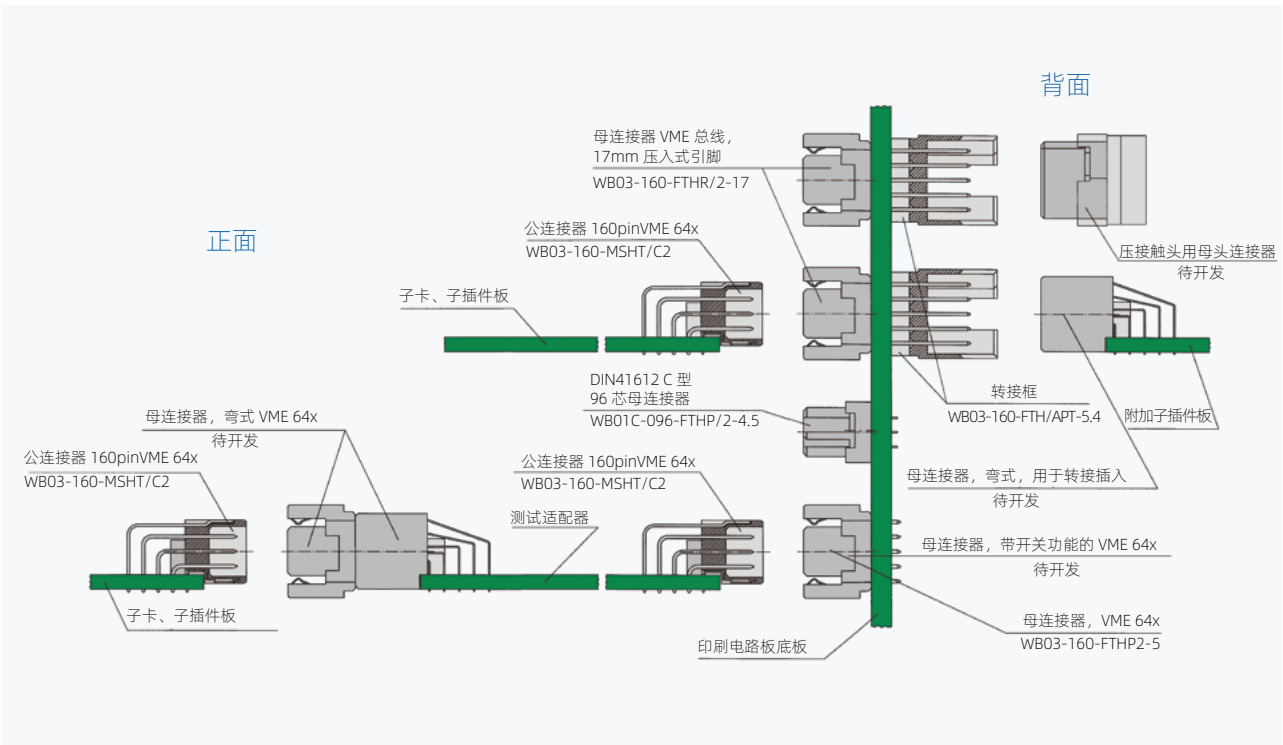 背面
母连接器 VME 总线，
17mm 压入式引脚
WB03-160-FTHR/2-17
正面
公连接器 160pinVME 64x
WB03-160-MSHT/C2
压接触头用母头连接器
待开发
子卡、子插件板
DIN41612 C 型
96 芯母连接器
WB01C-096-FTHP/2-4.5
转接框
WB03-160-FTH/APT-5.4
附加子插件板
母连接器，弯式 VME 64x
待开发
公连接器 160pinVME 64x
WB03-160-MSHT/C2
公连接器 160pinVME 64x
WB03-160-MSHT/C2
母连接器，弯式，用于转接插入
待开发
测试适配器
母连接器，带开关功能的 VME 64x
待开发
子卡、子插件板
母连接器，VME 64x
WB03-160-FTHP2-5
印刷电路板底板